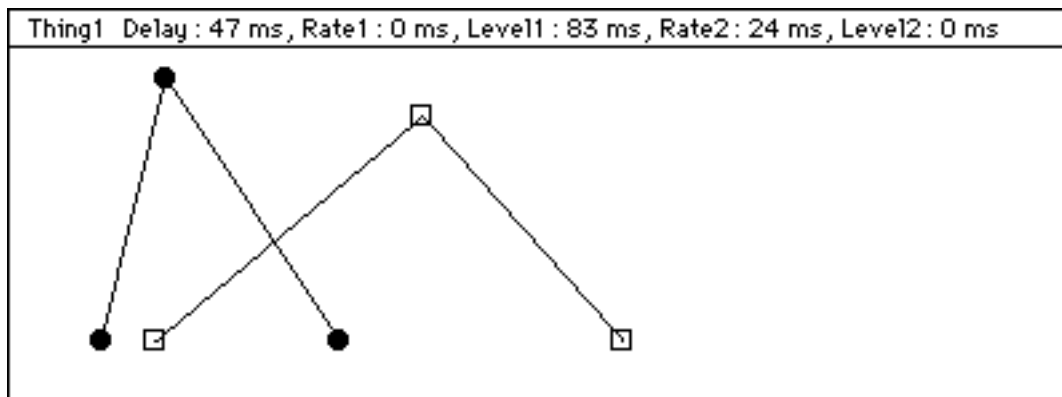 Thing1 Delay : 47 ms, Rate1 : 0 ms, Level1 : 83 ms, Rate2 : 24 ms, Level2 : 0 ms